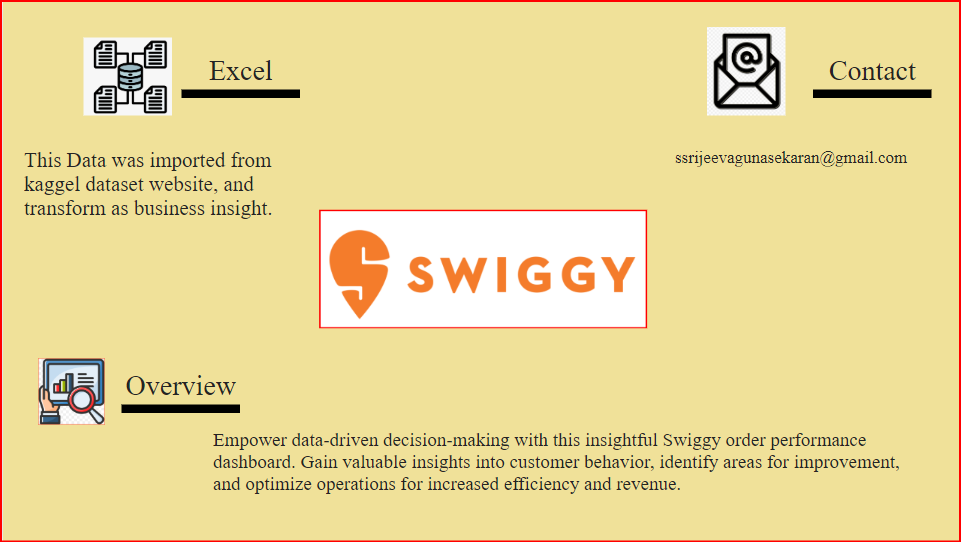 Excel
Contact
This Data was imported from
kaggel dataset website, and
transform as business insight.
ssrijeevagunasekaran@gmail.com
SWIGGY
Overview
Empower data-driven decision-making with this insightful Swiggy order performance
dashboard. Gain valuable insights into customer behavior, identify areas for improvement,
and optimize operations for increased efficiency and revenue.